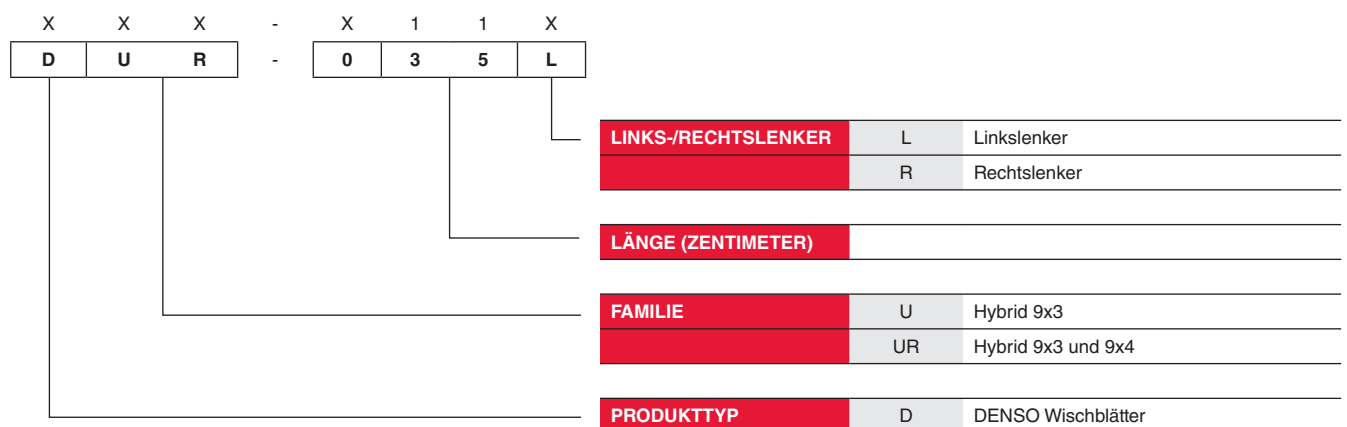 X X X - X 1 1 X
D U R - 0 3 5 L
LINKS-/RECHTSLENKER L Linkslenker
R Rechtslenker
LÄNGE (ZENTIMETER)
FAMILIE U Hybrid 9x3
UR Hybrid 9x3 und 9x4
PRODUKTTYP D DENSO Wischblätter